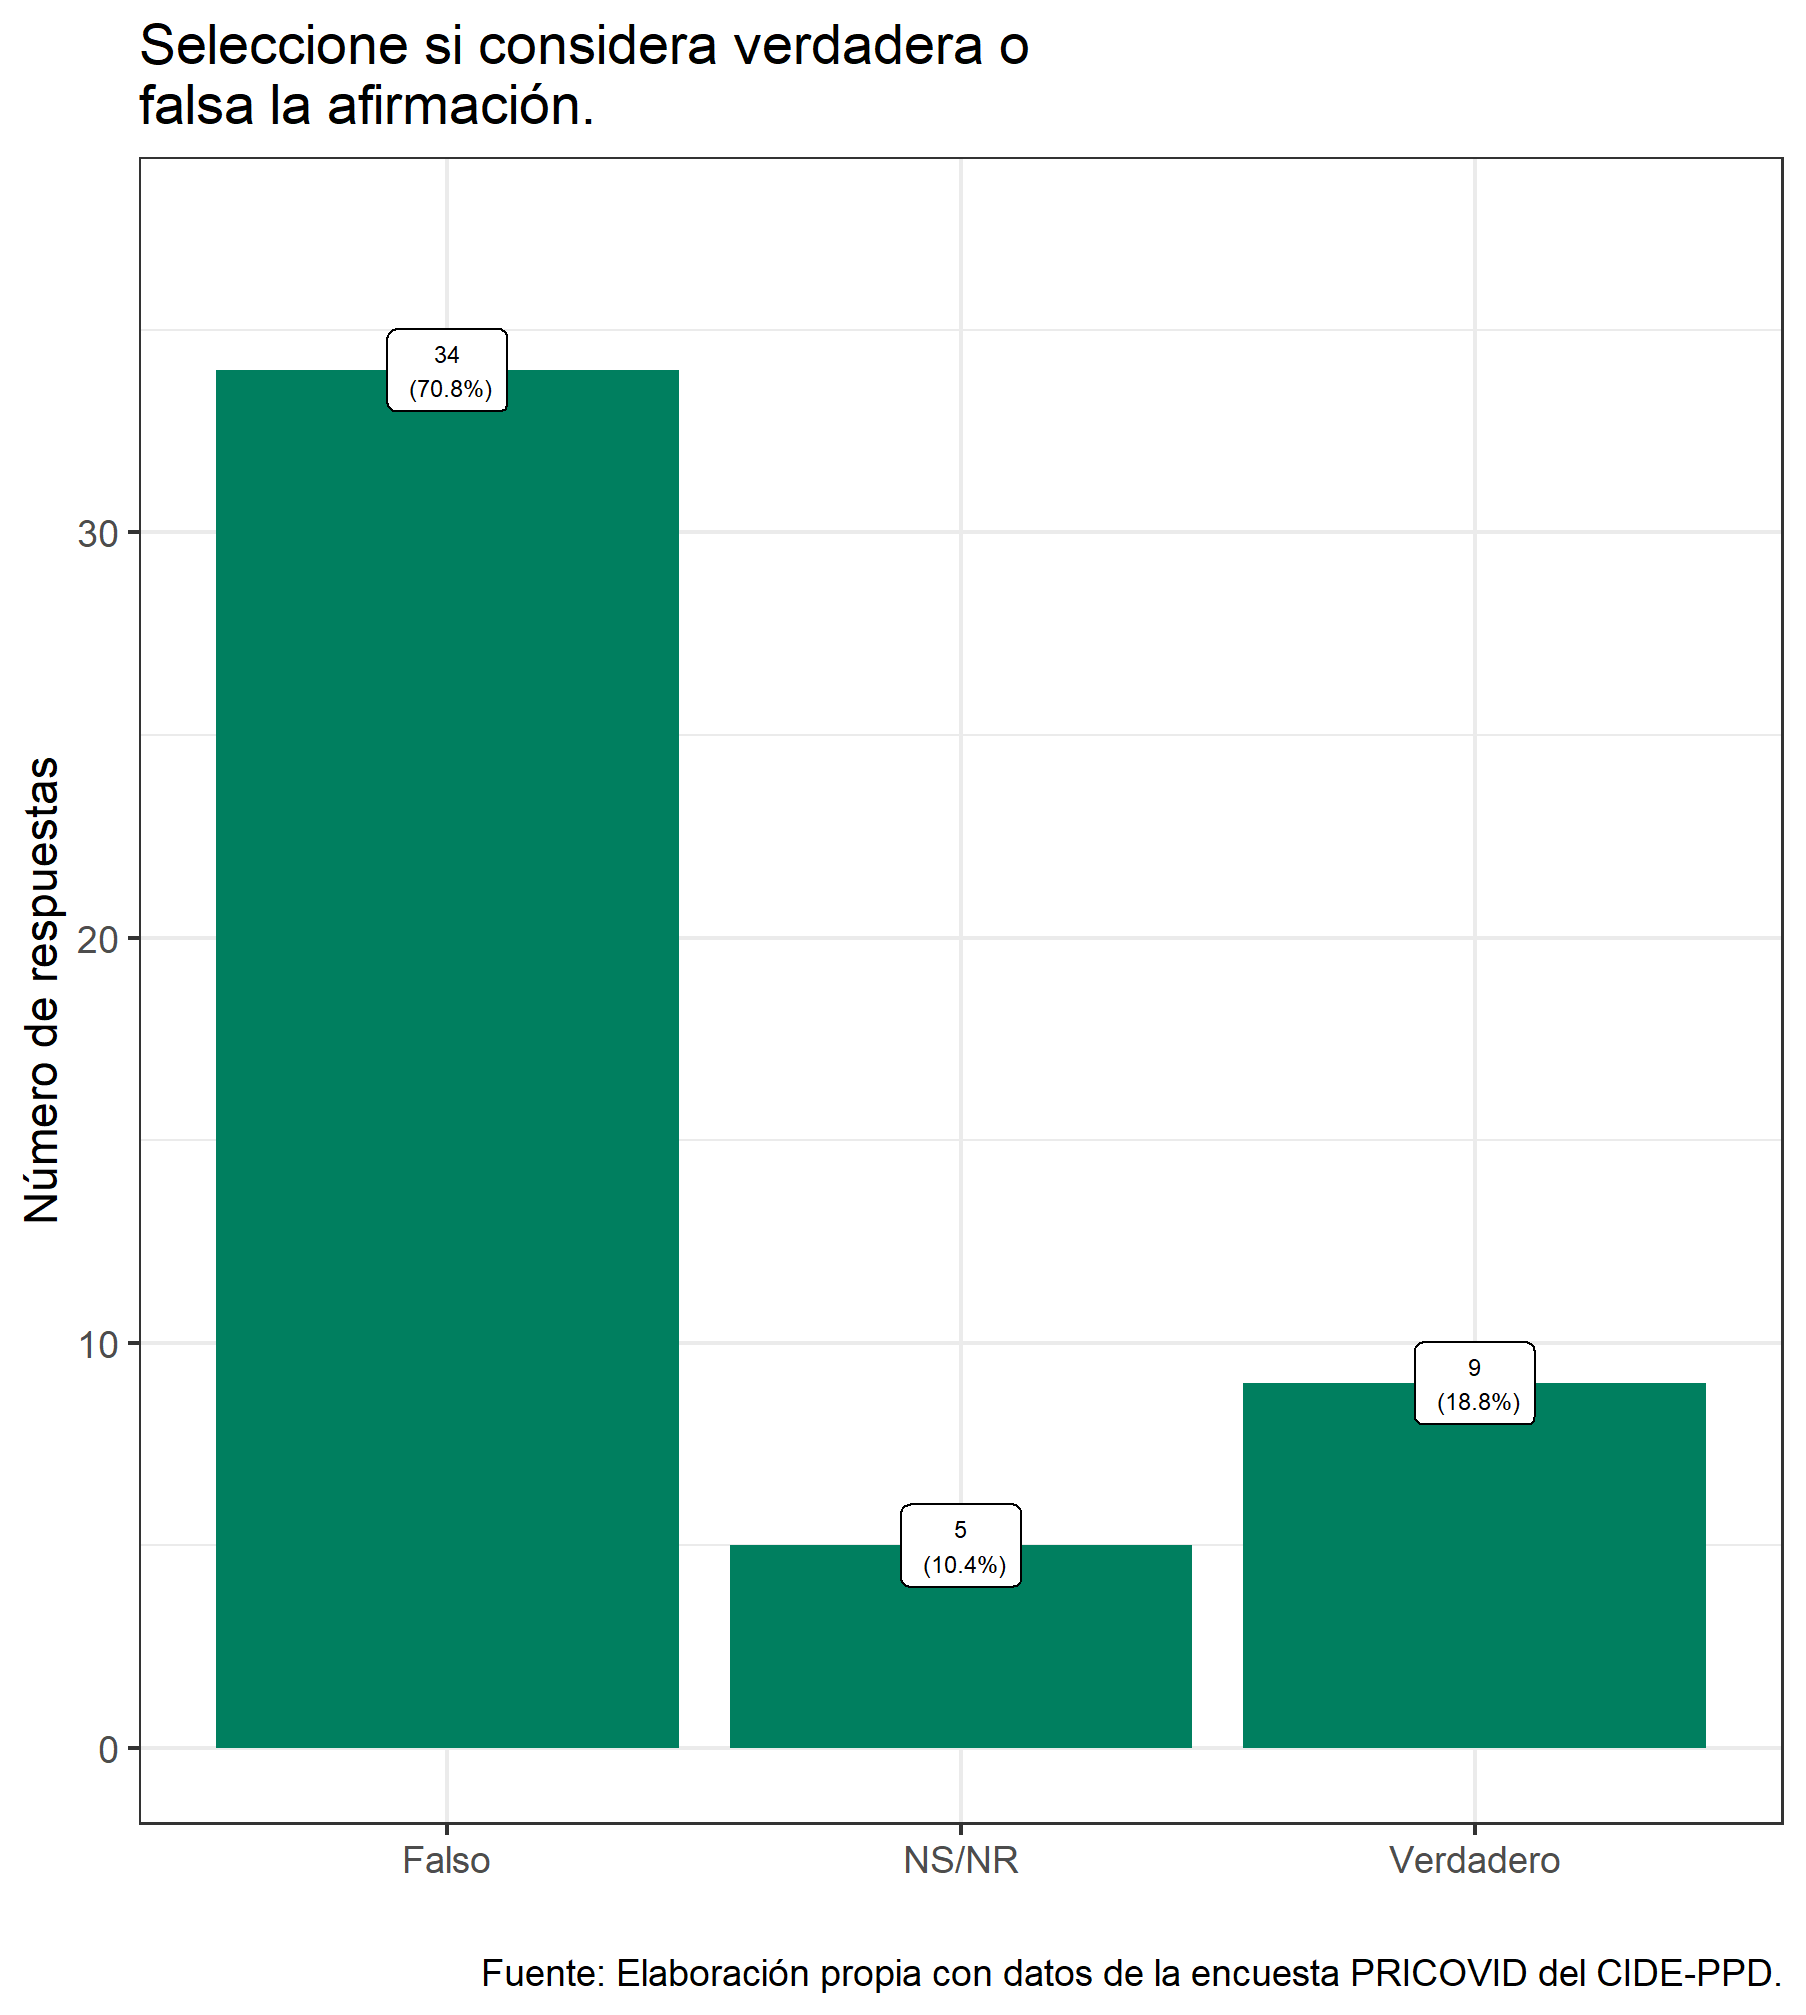 Seleccione si considera verdadera o
falsa la afirmación.
Número de respuestas
30
20
10
0
34
(70.8%)
5
(10.4%)
9
(18.8%)
Falso
NS/NR
Verdadero
Fuente: Elaboración propia con datos de la encuesta PRICOVID del CIDE-PPD.